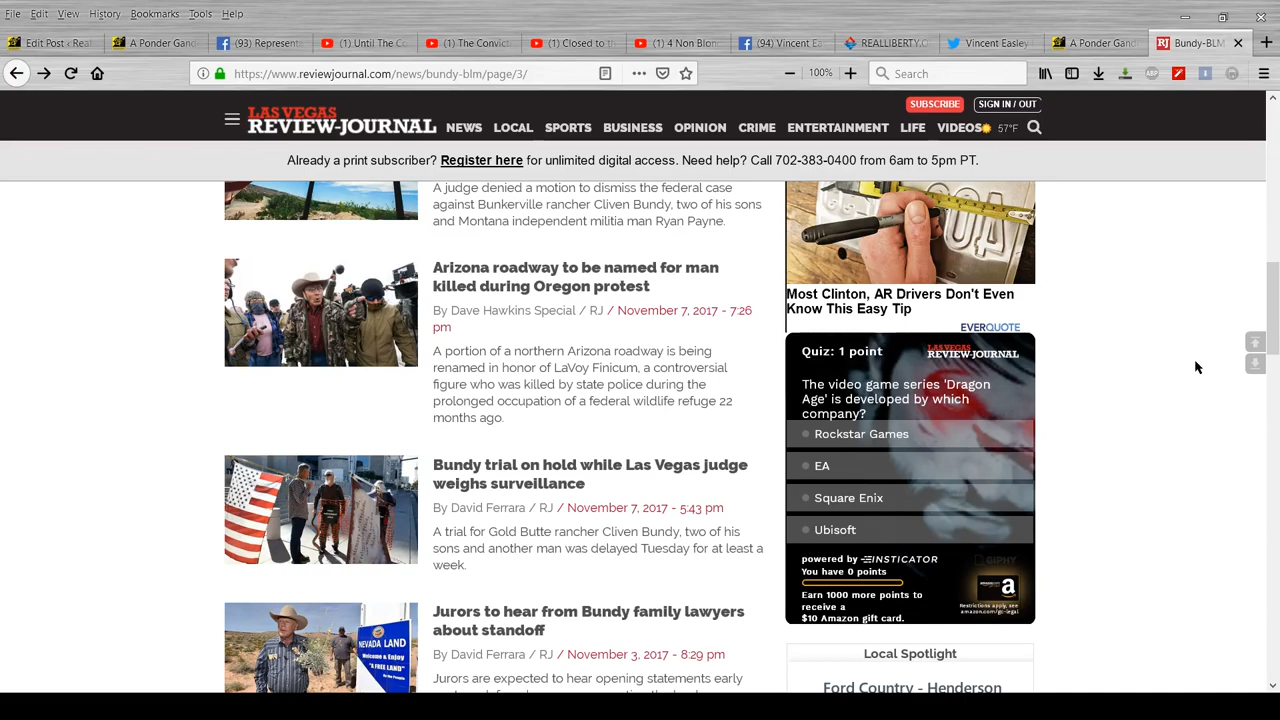 File Edit View History Bookmarks Tools Help
Edit Post ‹ Real
A Ponder Gand
(93) Represent
(1) Until The Co
(1) The Convict
(1) Closed to th
(1) 4 Non Blon
(94) Vincent Ea
REALLIBERTY.O
Vincent Easley
A Ponder Gand
RJ Bundy-BLM
https://www.reviewjournal.com/news/bundy-blm/page/3/
100%
Search
ABP
LAS VEGAS
REVIEW-JOURNAL
SUBSCRIBE SIGN IN / OUT
NEWS LOCAL SPORTS BUSINESS OPINION CRIME ENTERTAINMENT LIFE VIDEOS 57°F
Already a print subscriber? Register here for unlimited digital access. Need help? Call 702-383-0400 from 6am to 5pm PT.
A judge denied a motion to dismiss the federal case
against Bunkerville rancher Cliven Bundy, two of his sons
and Montana independent militia man Ryan Payne.
Arizona roadway to be named for man
killed during Oregon protest
By Dave Hawkins Special / RJ / November 7, 2017 - 7:26
pm
A portion of a northern Arizona roadway is being
renamed in honor of LaVoy Finicum, a controversial
figure who was killed by state police during the
prolonged occupation of a federal wildlife refuge 22
months ago.
Bundy trial on hold while Las Vegas judge
weighs surveillance
By David Ferrara / RJ / November 7, 2017 - 5:43 pm
A trial for Gold Butte rancher Cliven Bundy, two of his
sons and another man was delayed Tuesday for at least a
week.
NEVADA LAND
Welcome & Enjoy
"A FREE LAND"
Jurors to hear from Bundy family lawyers
about standoff
By David Ferrara / RJ / November 3, 2017 - 8:29 pm
Jurors are expected to hear opening statements early
Most Clinton, AR Drivers Don't Even
Know This Easy Tip
EVERQUOTE
Quiz: 1 point
LAS VEGAS
REVIEW-JOURNAL
The video game series 'Dragon
Age' is developed by which
company?
Rockstar Games
EA
Square Enix
Ubisoft
powered by INSTICATOR
GIPHY
You have 0 points
Earn 1000 more points to
receive a
$10 Amazon gift card.
Restrictions apply, see
amazon.com/gc-legal
Local Spotlight
Ford Country - Henderson